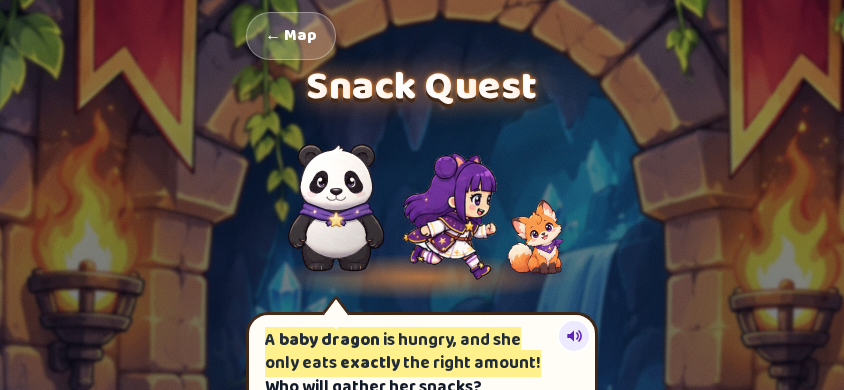 ← Map
Snack Quest
A baby dragon is hungry, and she
only eats exactly the right amount!
Who will gather her snacks?